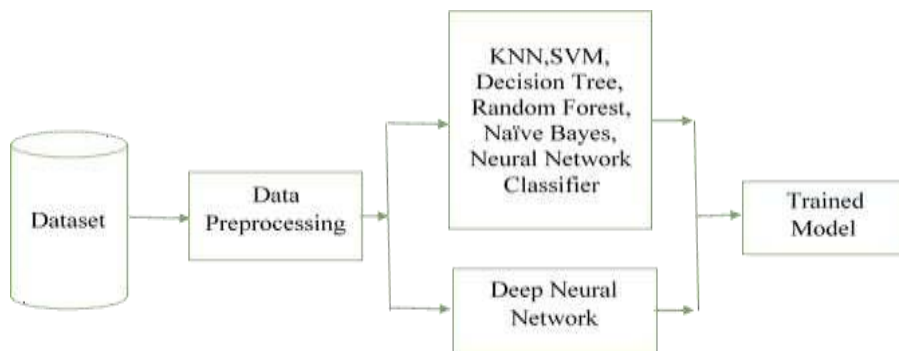 Dataset
Data
Preprocessing
KNN,SVM,
Decision Tree,
Random Forest,
Naïve Bayes,
Neural Network
Classifier
Deep Neural
Network
Trained
Model